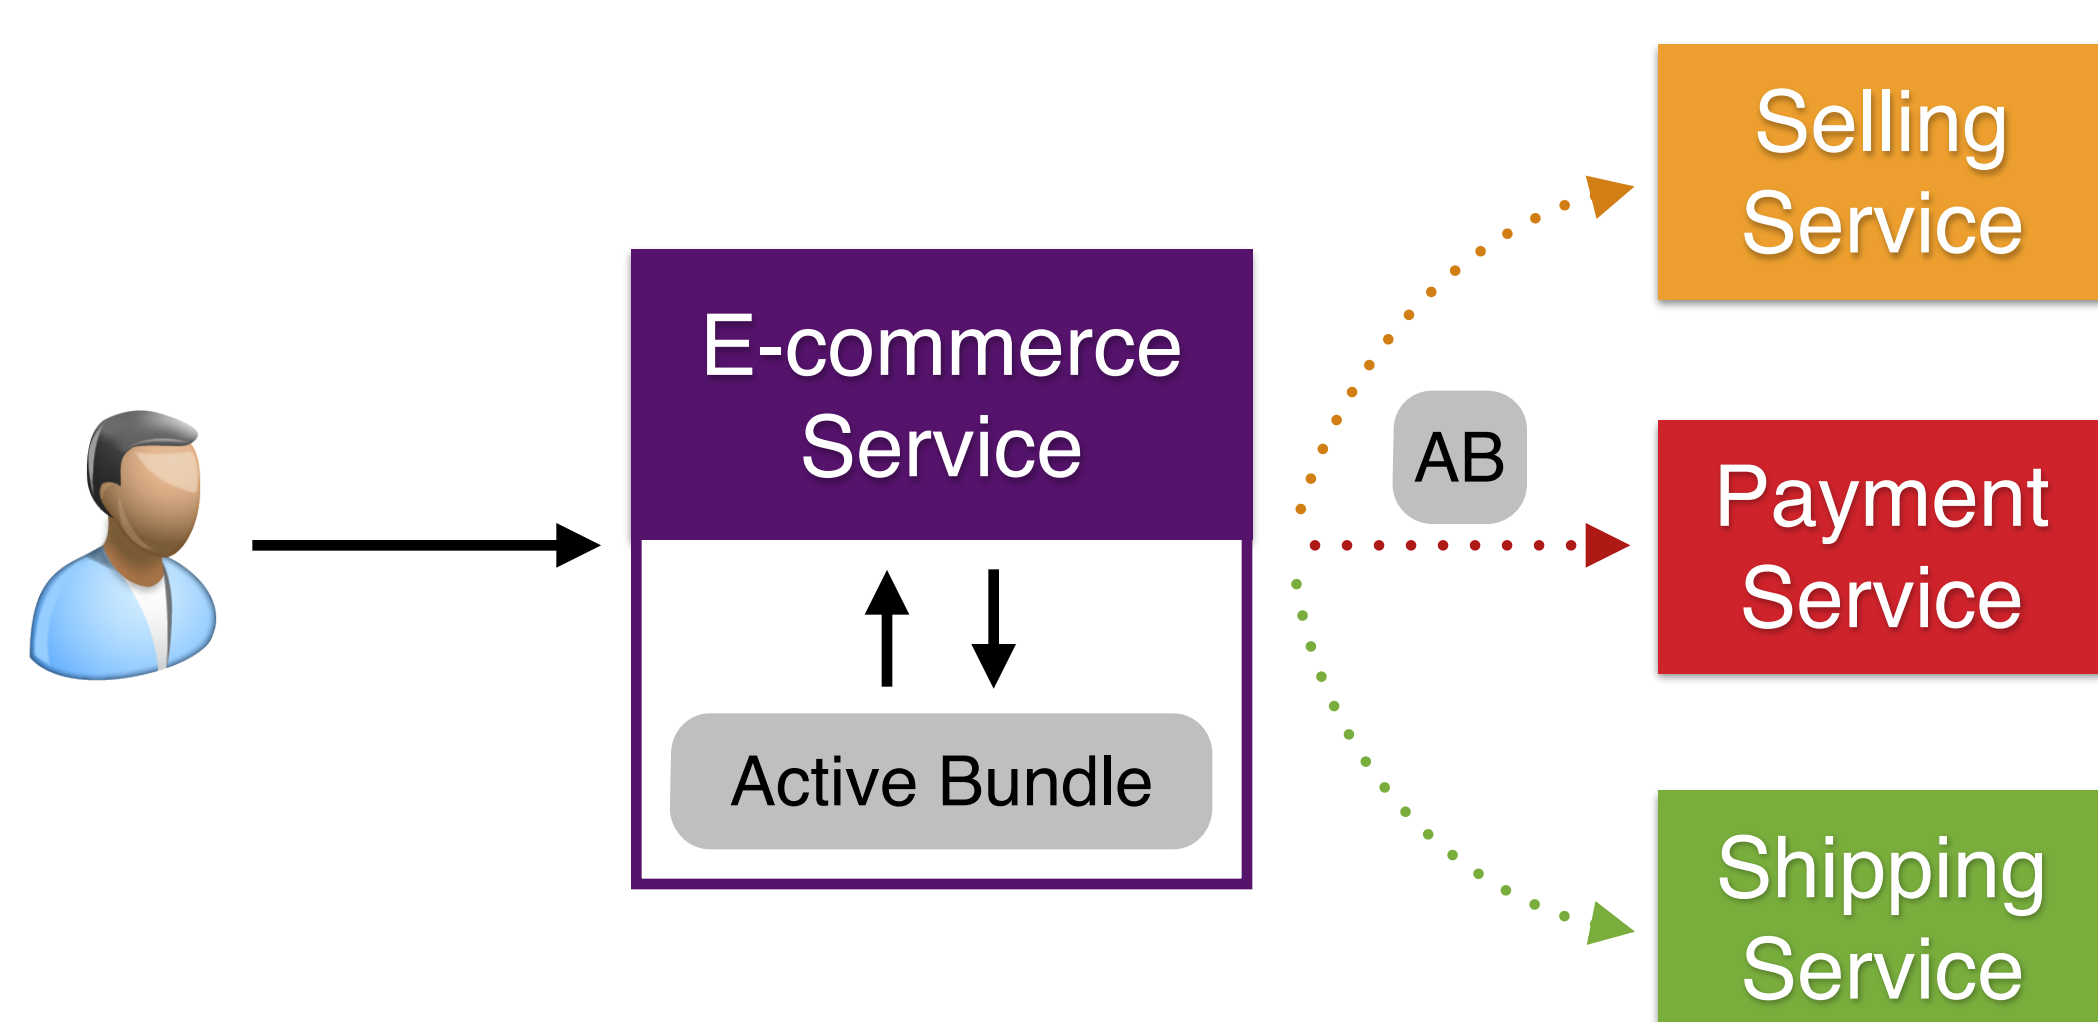 E-commerce
Service
Active Bundle
AB
Selling
Service
Payment
Service
Shipping
Service